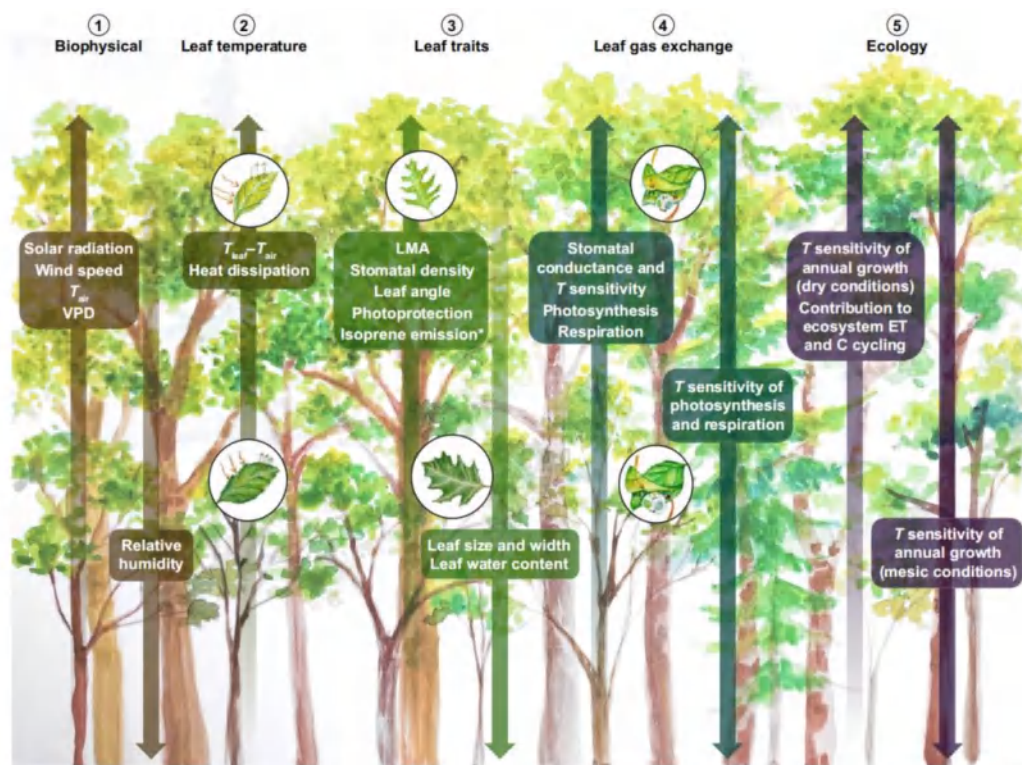 1
Biophysical
2
Leaf temperature
3
Leaf traits
4
Leaf gas exchange
5
Ecology
Solar radiation
Wind speed
Tair
VPD
Tleaf–Tair
Heat dissipation
LMA
Stomatal density
Leaf angle
Photoprotection
Isoprene emission*
Stomatal
conductance and
T sensitivity
Photosynthesis
Respiration
T sensitivity of
annual growth
(dry conditions)
Contribution to
ecosystem ET
and C cycling
T sensitivity of
photosynthesis
and respiration
Relative
humidity
Leaf size and width
Leaf water content
T sensitivity of
annual growth
(mesic conditions)